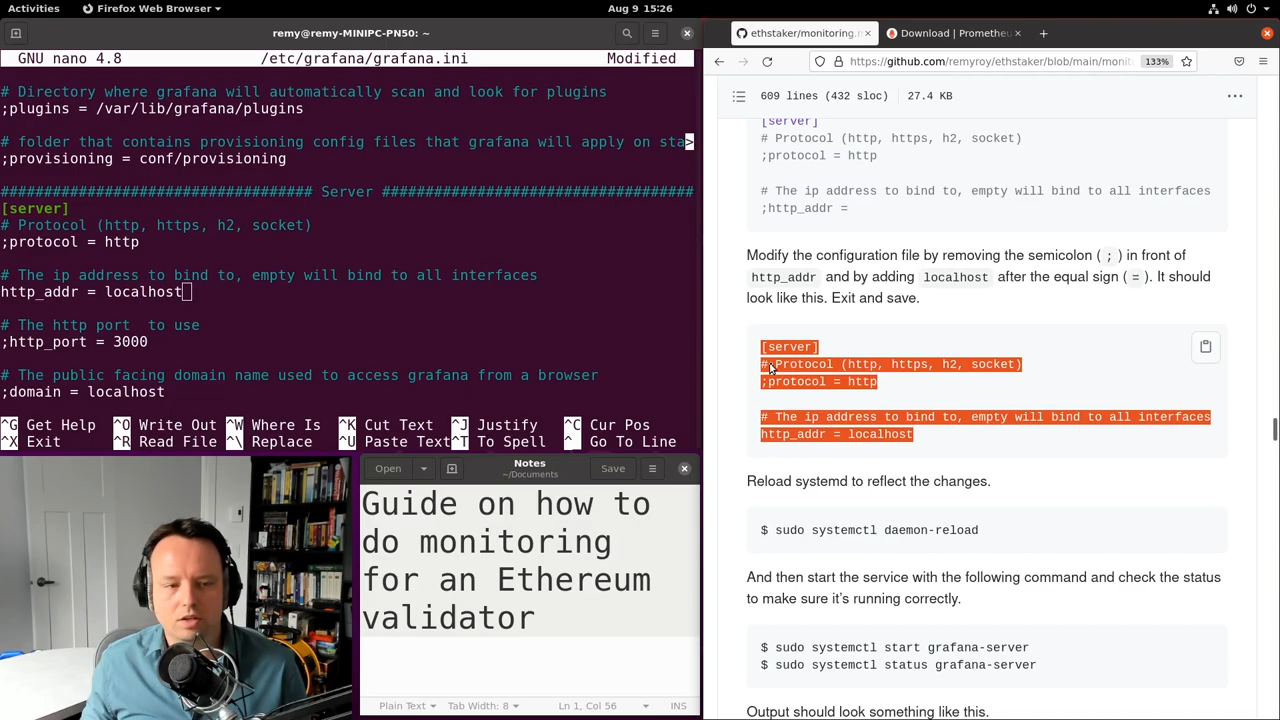 Activities
Firefox Web Browser
Aug 9 15:26
remy@remy-MINIPC-PN50: ~
GNU nano 4.8 /etc/grafana/grafana.ini Modified
# Directory where grafana will automatically scan and look for plugins
;plugins = /var/lib/grafana/plugins
# folder that contains provisioning config files that grafana will apply on sta>
;provisioning = conf/provisioning
#################################### Server ####################################
[server]
# Protocol (http, https, h2, socket)
;protocol = http
# The ip address to bind to, empty will bind to all interfaces
http_addr = localhost
# The http port  to use
;http_port = 3000
# The public facing domain name used to access grafana from a browser
;domain = localhost
^G Get Help ^O Write Out ^W Where Is ^K Cut Text ^J Justify ^C Cur Pos
^X Exit ^R Read File ^\ Replace ^U Paste Text ^T To Spell ^_ Go To Line
Open
Notes
~/Documents
Save
Guide on how to
do monitoring
for an Ethereum
validator
Plain Text Tab Width: 8 Ln 1, Col 56 INS
ethstaker/monitoring.m
Download | Prometheu
https://github.com/remyroy/ethstaker/blob/main/monit
133%
609 lines (432 sloc) 27.4 KB
[server]
# Protocol (http, https, h2, socket)
;protocol = http
# The ip address to bind to, empty will bind to all interfaces
;http_addr =
Modify the configuration file by removing the semicolon ( ; ) in front of
http_addr and by adding localhost after the equal sign ( = ). It should
look like this. Exit and save.
[server]
# Protocol (http, https, h2, socket)
;protocol = http
# The ip address to bind to, empty will bind to all interfaces
http_addr = localhost
Reload systemd to reflect the changes.
$ sudo systemctl daemon-reload
And then start the service with the following command and check the status
to make sure it's running correctly.
$ sudo systemctl start grafana-server
$ sudo systemctl status grafana-server
Output should look something like this.